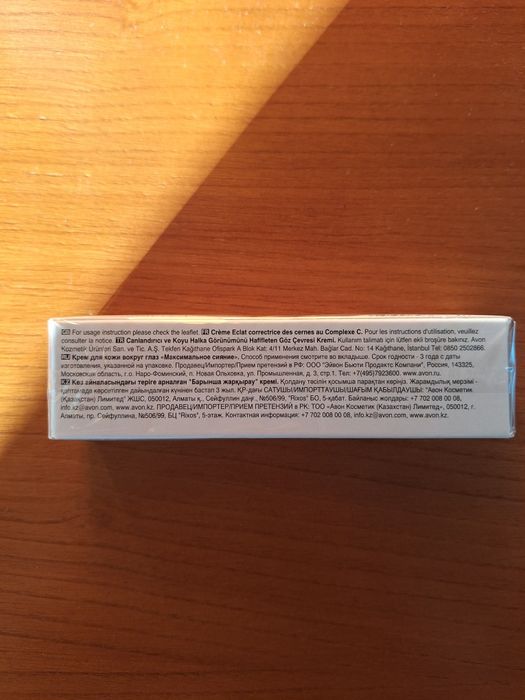 GB For usage instruction please check the leaflet. FR Crème Eclat correctrice des cernes au Complexe C. Pour les instructions d'utilisation, veuillez
consulter la notice. TR Canlandırıcı ve Koyu Halka Görünümünü Hafifleten Göz Çevresi Kremi. Kullanım talimatı için lütfen ekli broşüre bakınız. Avon
Kozmetik Ürün'eri San. ve Tic. A.Ş. Tekfen Kağıthane Ofispark A Blok Kat: 4/11 Merkez Mah. Bağlar Cad. No: 14 Kağıthane, İstanbul Tel: 0850 2502866.
RU Крем для кожи вокруг глаз «Максимальное сияние». Способ применения смотрите во вкладыше. Срок годности - 3 года с даты
изготовления, указанной на упаковке. Продавец/Импортер/Прием претензий в РФ: ООО "Эйвон Бьюти Продактс Компани", Россия, 143325,
Московская область, г.о. Наро-Фоминский, п. Новая Ольховка, ул. Промышленная, д. 3, стр. 1. Тел: +7(495)7923600. www.avon.ru.
KZ Көз айналасындағы теріге арналған "Барынша жарқырау" кремі. Қолдану тәсілін қосымша парақтан көріңіз. Жарамдылық мерзімі -
қаптамада көрсетілген дайындалған күнінен бастап 3 жыл. ҚР-дағы САТУШЫ/ИМПОРТТАУШЫ/ШАҒЫМ ҚАБЫЛДАУШЫ: "Авон Косметик
(Қазақстан) Лимитед" ЖШС, 050012, Алматы қ., Сейфуллин даңғ., №506/99, "Rixos" БО, 5-қабат. Байланыс жолдары: +7 702 008 00 08,
info.kz@avon.com, www.avon.kz. ПРОДАВЕЦ/ИМПОРТЕР/ПРИЕМ ПРЕТЕНЗИЙ В РК: ТОО «Авон Косметик (Казахстан) Лимитед», 050012, г.
Алматы, пр. Сейфуллина, №506/99, БЦ "Rixos", 5-этаж. Контактная информация: +7 702 008 00 08, info.kz@avon.com, www.avon.kz.